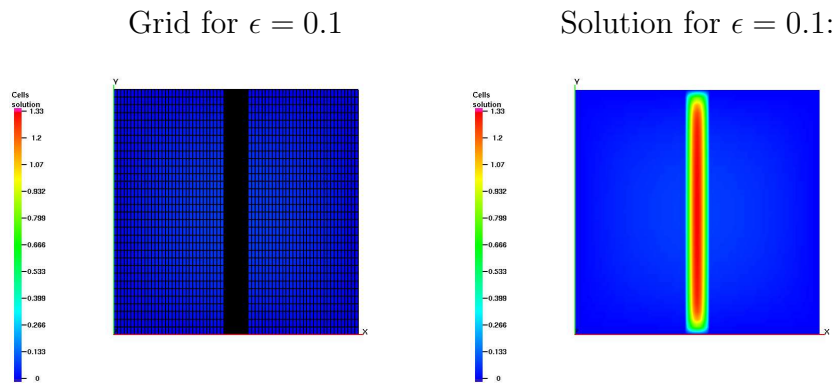 Grid for ϵ = 0.1
Solution for ϵ = 0.1:
Cells
solution
1.33
1.2
1.07
0.932
0.799
0.666
0.533
0.399
0.266
0.133
0
Y
X
Cells
solution
1.33
1.2
1.07
0.932
0.799
0.666
0.533
0.399
0.266
0.133
0
Y
X